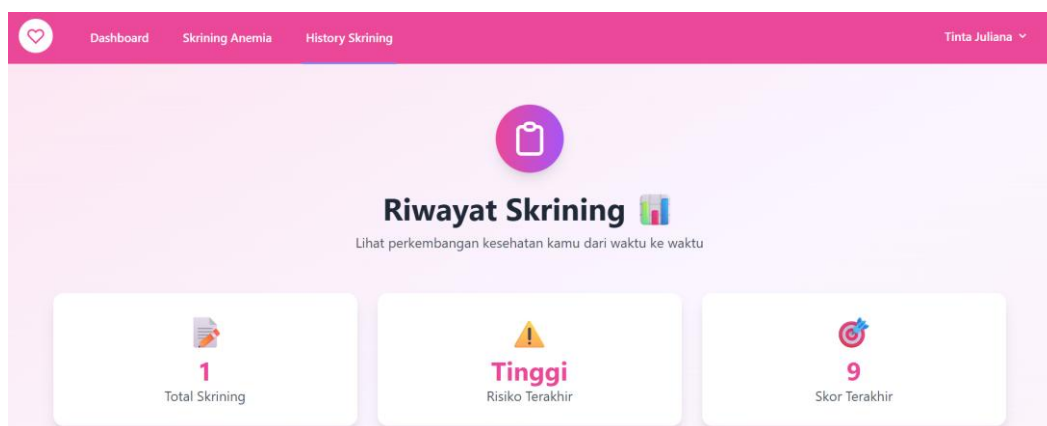 Dashboard Skrining Anemia History Skrining Tinta Juliana
Riwayat Skrining
Lihat perkembangan kesehatan kamu dari waktu ke waktu
1
Total Skrining
Tinggi
Risiko Terakhir
9
Skor Terakhir